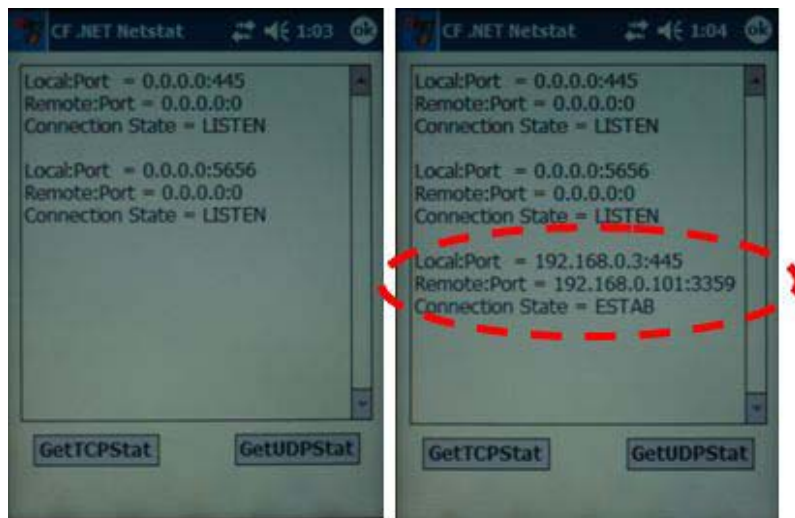 CF .NET Netstat 1:03 ok
Local:Port = 0.0.0.0:445
Remote:Port = 0.0.0.0:0
Connection State = LISTEN
Local:Port = 0.0.0.0:5656
Remote:Port = 0.0.0.0:0
Connection State = LISTEN
GetTCPStat GetUDPStat
CF .NET Netstat 1:04 ok
Local:Port = 0.0.0.0:445
Remote:Port = 0.0.0.0:0
Connection State = LISTEN
Local:Port = 0.0.0.0:5656
Remote:Port = 0.0.0.0:0
Connection State = LISTEN
Local:Port = 192.168.0.3:445
Remote:Port = 192.168.0.101:3359
Connection State = ESTAB
GetTCPStat GetUDPStat